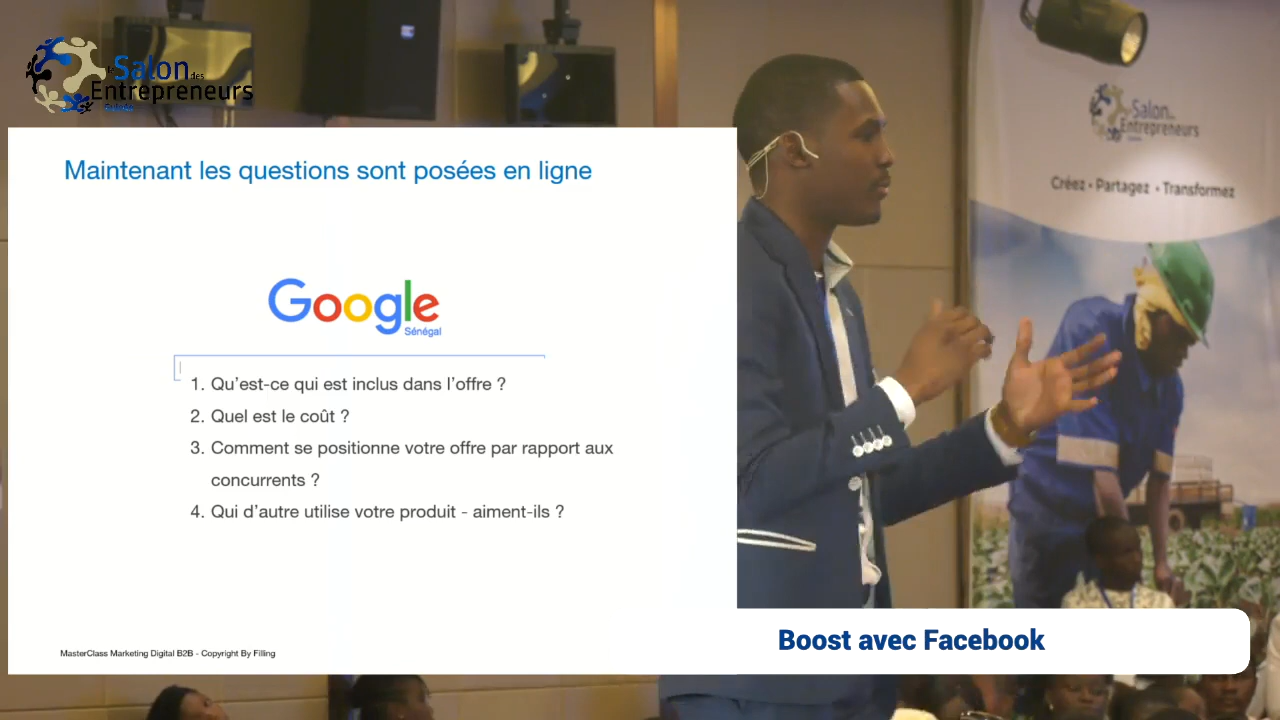 Salon des
Entrepreneurs
Maintenant les questions sont posées en ligne
Google
Sénégal
1. Qu'est-ce qui est inclus dans l'offre ?
2. Quel est le coût ?
3. Comment se positionne votre offre par rapport aux
concurrents ?
4. Qui d'autre utilise votre produit - aiment-ils ?
MasterClass Marketing Digital B2B - Copyright By Filling
Salon
Entrepreneurs
Créez • Partagez • Transformez
Boost avec Facebook